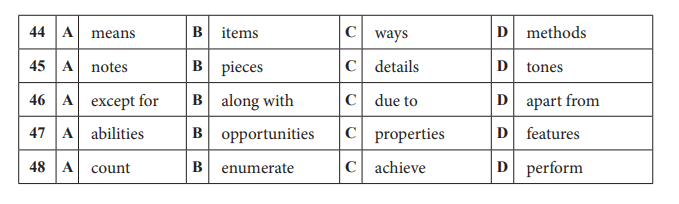 44 A means B items C ways D methods
45 A notes B pieces C details D tones
46 A except for B along with C due to D apart from
47 A abilities B opportunities C properties D features
48 A count B enumerate C achieve D perform